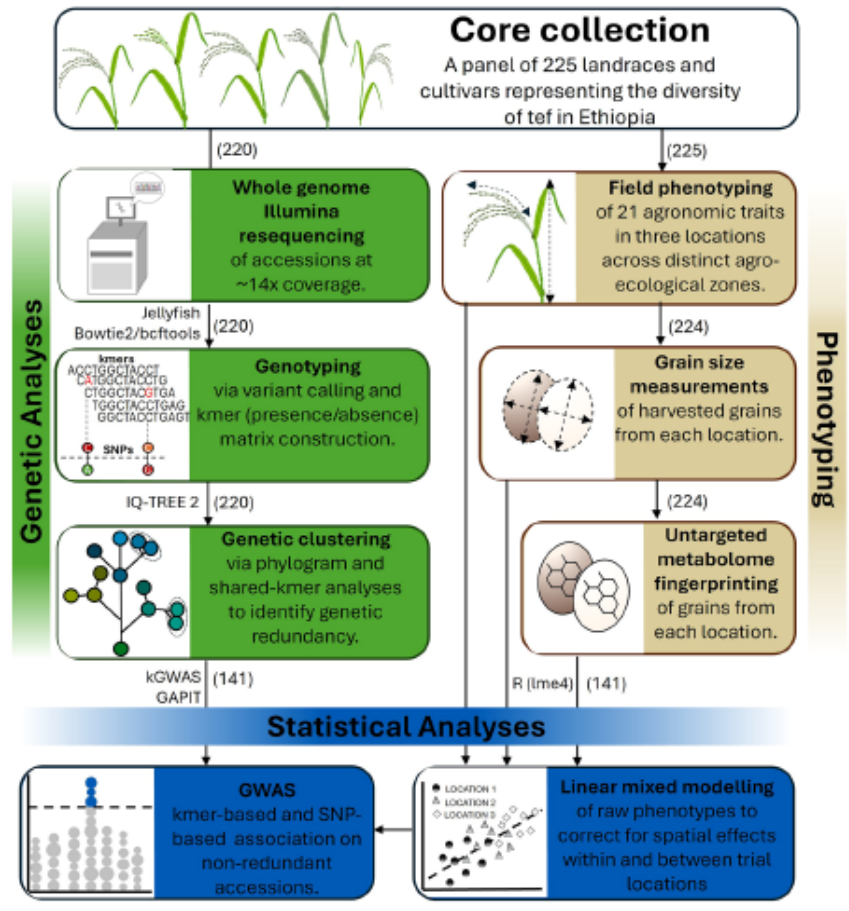 Core collection
A panel of 225 landraces and
cultivars representing the diversity
of tef in Ethiopia
(220)
(225)
Genetic Analyses
Whole genome
Illumina
resequencing
of accessions at
~14x coverage.
Jellyfish
Bowtie2/bcftools
(220)
kmers
ACCTGGCTACCT
CATGGCTACCTG
CTGGCTACGTGA
TGGCTACCTGAG
GGCTACCTGAGT
SNPs
Genotyping
via variant calling and
kmer (presence/absence)
matrix construction.
IQ-TREE 2
(220)
Genetic clustering
via phylogram and
shared-kmer analyses
to identify genetic
redundancy.
kGWAS
GAPIT
(141)
Phenotyping
Field phenotyping
of 21 agronomic traits
in three locations
across distinct agro-
ecological zones.
(224)
Grain size
measurements
of harvested grains
from each location.
(224)
Untargeted
metabolome
fingerprinting
of grains from
each location.
R (lme4)
(141)
Statistical Analyses
GWAS
kmer-based and SNP-
based association on
non-redundant
accessions.
LOCATION 1
LOCATION 2
LOCATION 3
Linear mixed modelling
of raw phenotypes to
correct for spatial effects
within and between trial
locations